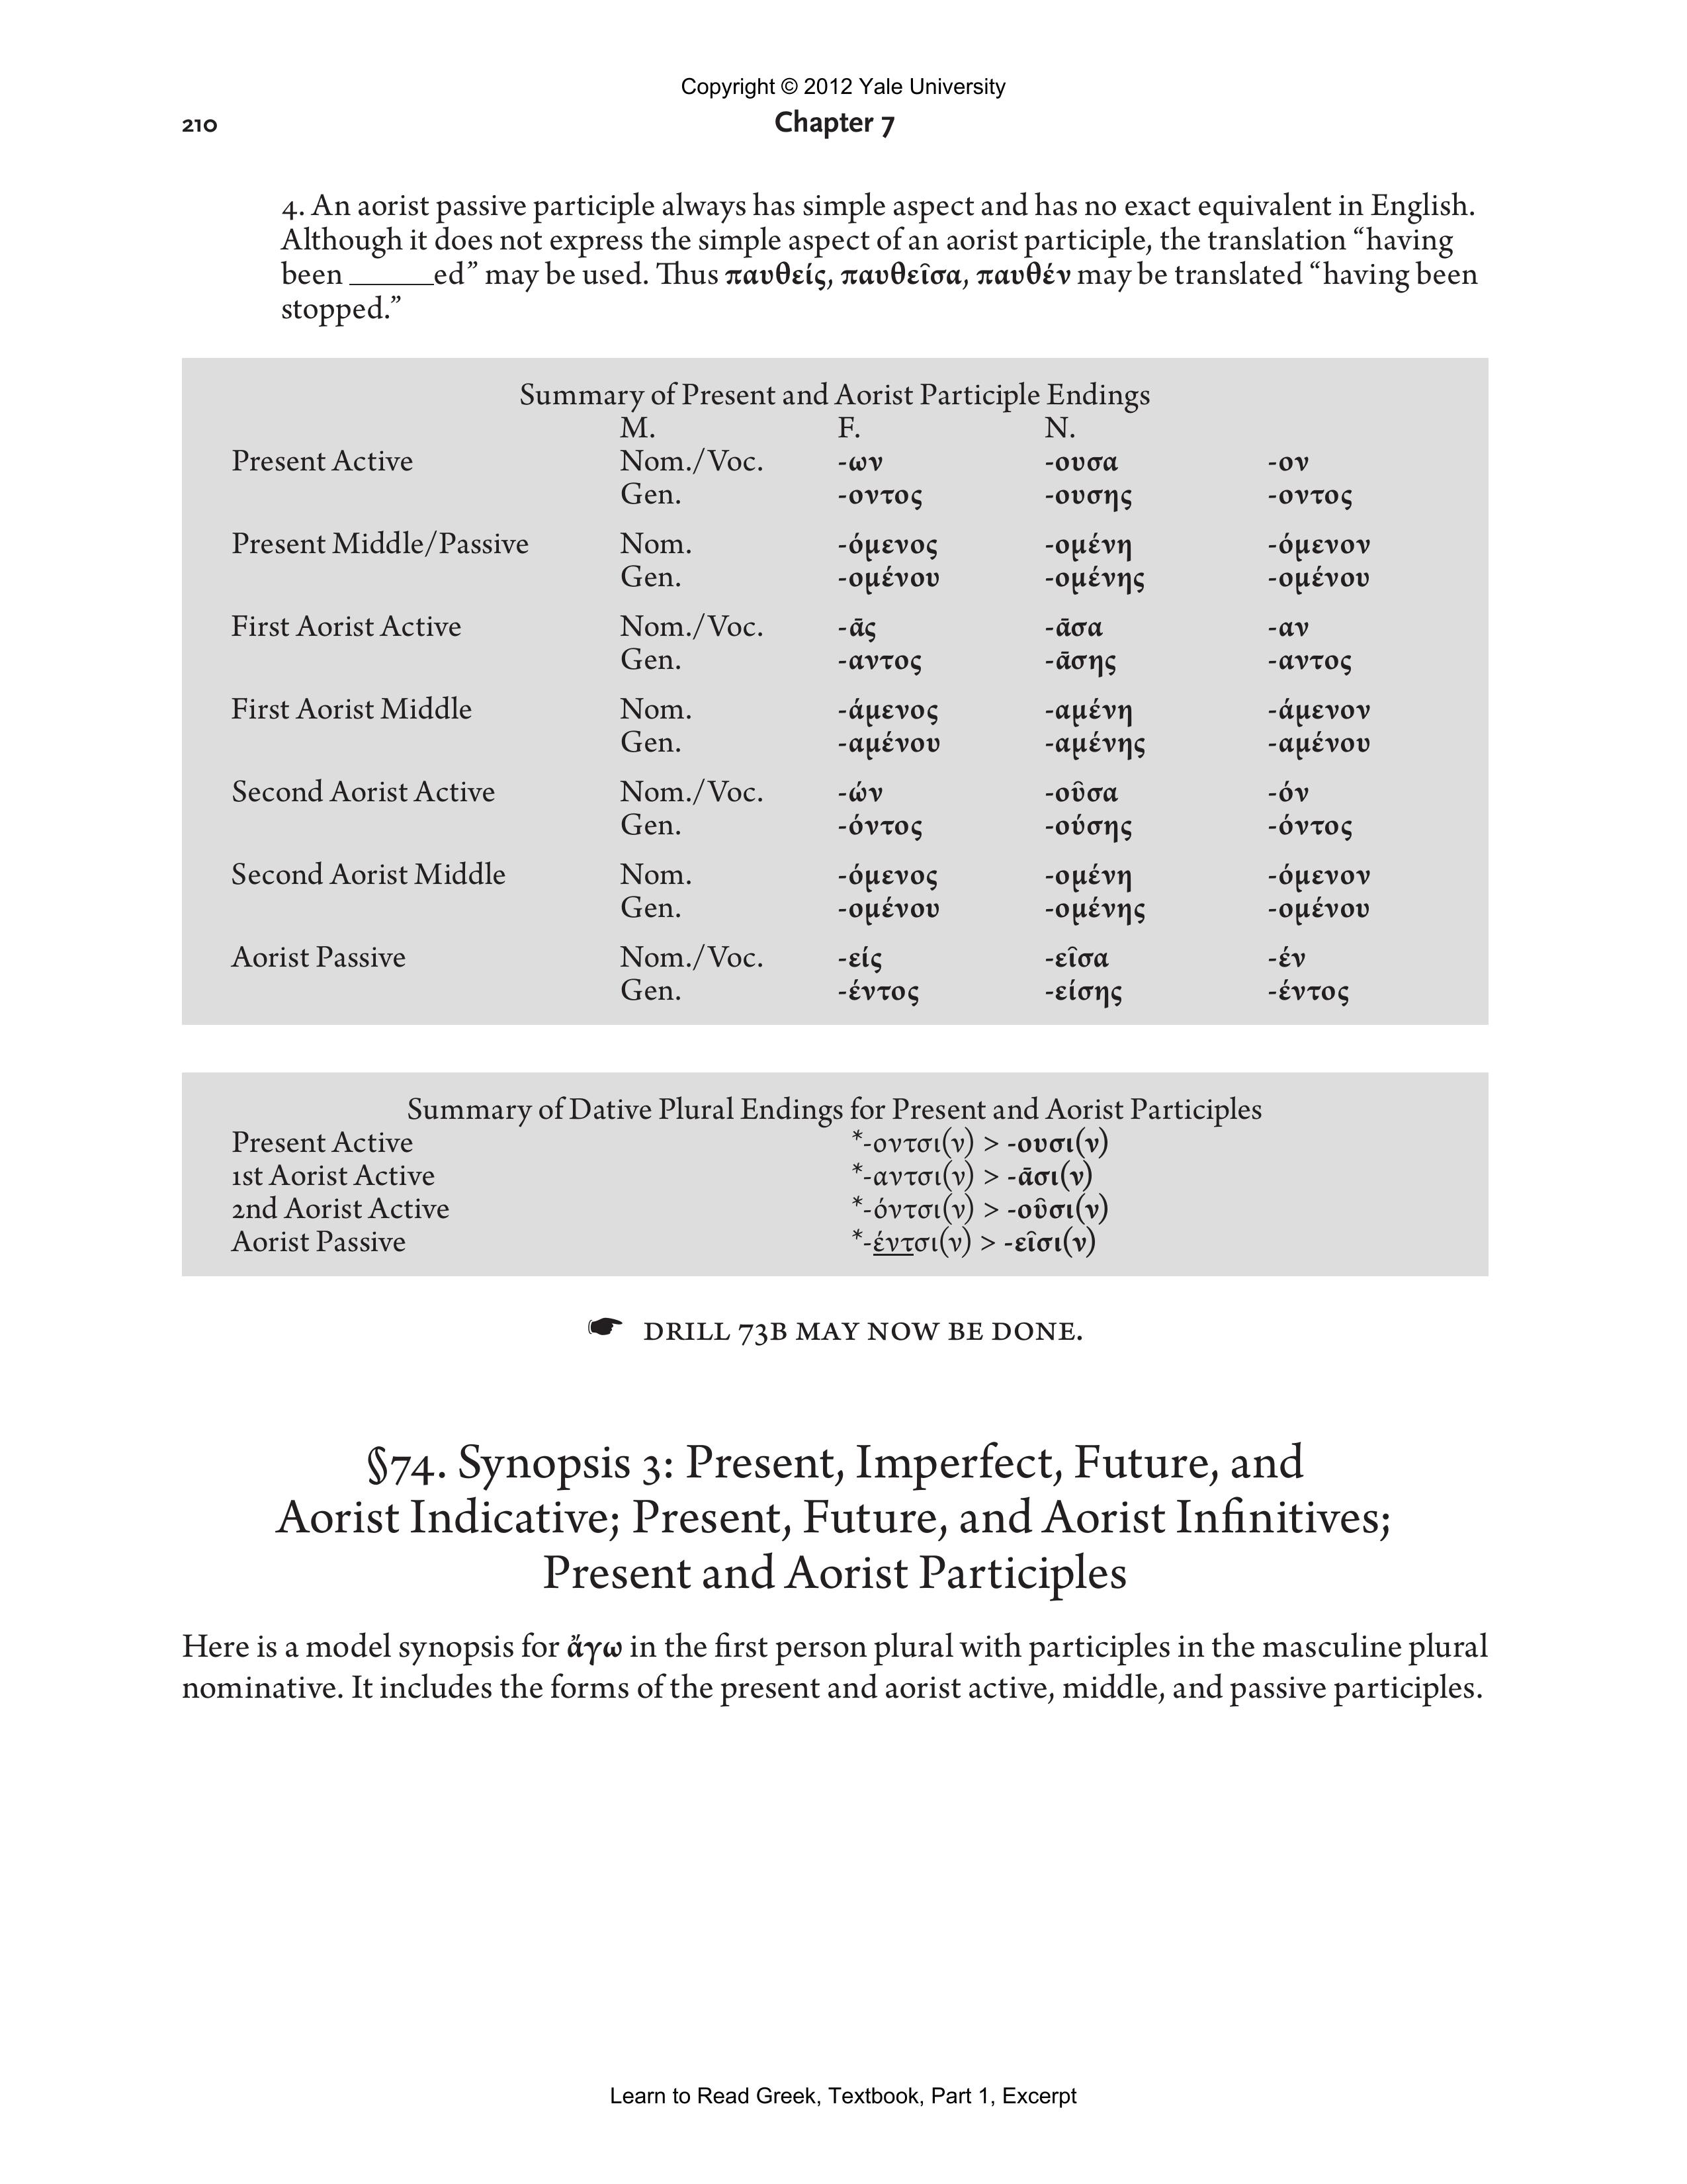 Copyright © 2012 Yale University
210 Chapter 7
4. An aorist passive participle always has simple aspect and has no exact equivalent in English.
Although it does not express the simple aspect of an aorist participle, the translation “having
been ______ed” may be used. Thus παυθείς, παυθεῖσα, παυθέν may be translated “having been
stopped.”
Summary of Present and Aorist Participle Endings
M. F. N.
Present Active Nom./Voc. -ων -ουσα -ον
Gen. -οντος -ουσης -οντος
Present Middle/Passive Nom. -όμενος -ομένη -όμενον
Gen. -ομένου -ομένης -ομένου
First Aorist Active Nom./Voc. -ᾱς -ᾱσα -αν
Gen. -αντος -ᾱσης -αντος
First Aorist Middle Nom. -άμενος -αμένη -άμενον
Gen. -αμένου -αμένης -αμένου
Second Aorist Active Nom./Voc. -ών -οῦσα -όν
Gen. -όντος -ούσης -όντος
Second Aorist Middle Nom. -όμενος -ομένη -όμενον
Gen. -ομένου -ομένης -ομένου
Aorist Passive Nom./Voc. -είς -εῖσα -έν
Gen. -έντος -είσης -έντος
Summary of Dative Plural Endings for Present and Aorist Participles
Present Active *-οντσι(ν) > -ουσι(ν)
1st Aorist Active *-αντσι(ν) > -ᾱσι(ν)
2nd Aorist Active *-όντσι(ν) > -οῦσι(ν)
Aorist Passive *-έντσι(ν) > -εῖσι(ν)
☛ DRILL 73B MAY NOW BE DONE.
§74. Synopsis 3: Present, Imperfect, Future, and
Aorist Indicative; Present, Future, and Aorist Infinitives;
Present and Aorist Participles
Here is a model synopsis for ἄγω in the first person plural with participles in the masculine plural
nominative. It includes the forms of the present and aorist active, middle, and passive participles.
Learn to Read Greek, Textbook, Part 1, Excerpt